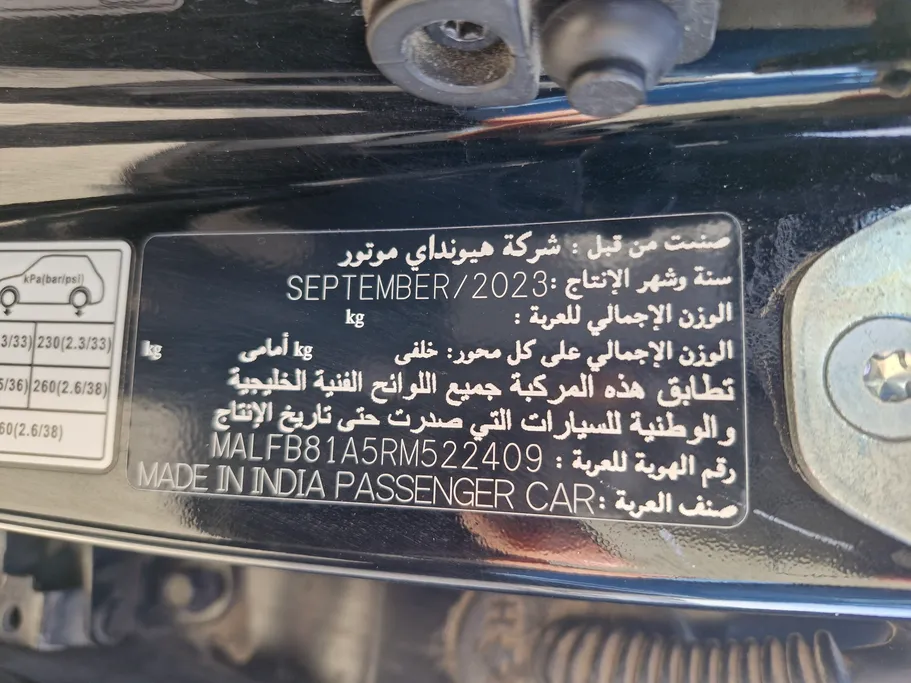 صنعت من قبل : شركة هيونداي موتور
سنة وشهر الإنتاج : SEPTEMBER/2023
الوزن الإجمالي للعربة : kg
الوزن الإجمالي على كل محور: خلفى kg أمامى kg
تطابق هذه المركبة جميع اللوائح الفنية الخليجية
والوطنية للسيارات التي صدرت حتى تاريخ الإنتاج
رقم الهوية للعربة : MALFB81A5RM522409
صنف العربة : MADE IN INDIA PASSENGER CAR
kPa(bar/psi)
230(2.3/33)
260(2.6/38)